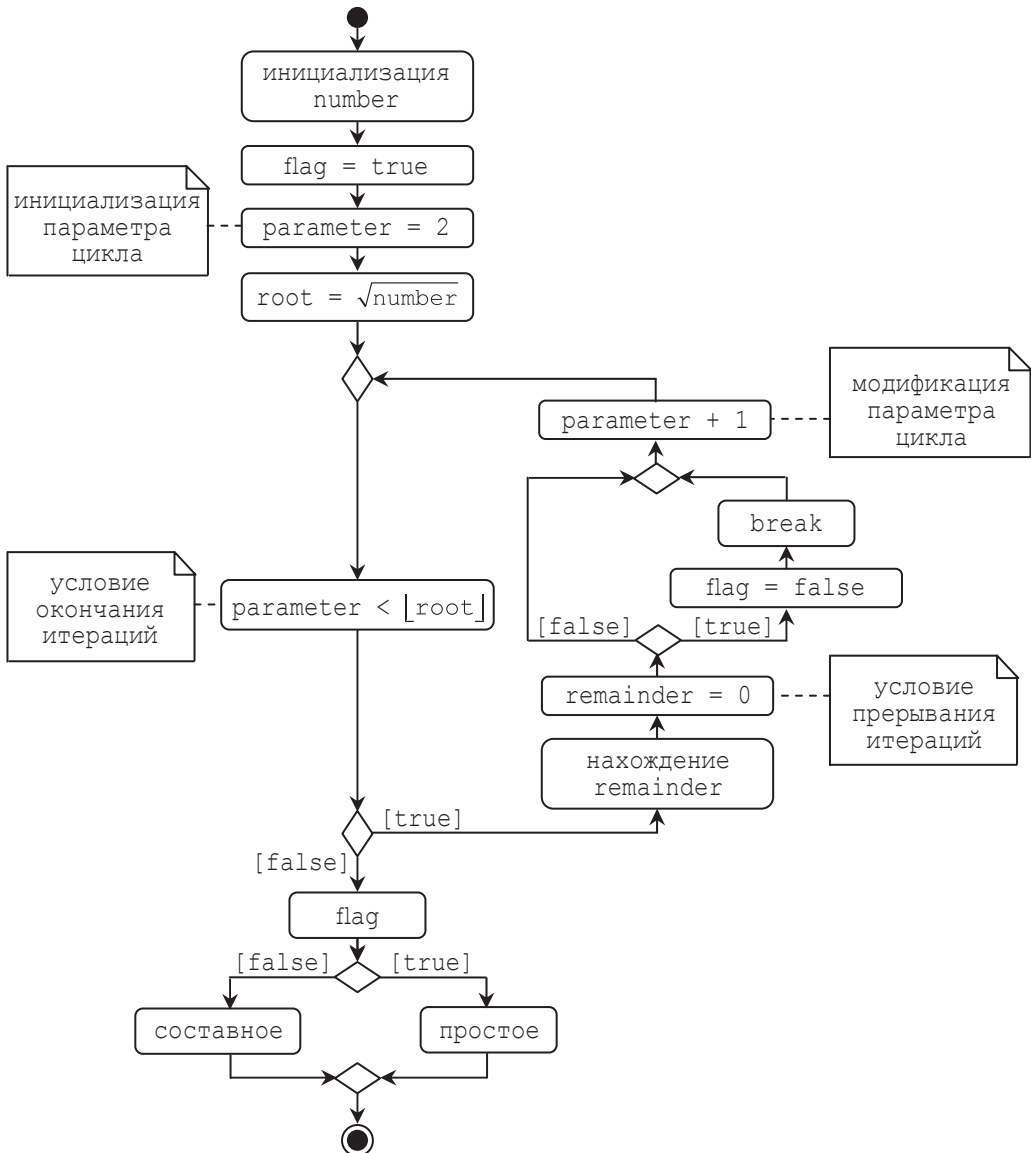 инициализация
number
flag = true
инициализация
параметра
цикла
parameter = 2
root = √number
модификация
параметра
цикла
parameter + 1
break
условие
окончания
итераций
parameter < ⌊root⌋
flag = false
[false]
[true]
remainder = 0
условие
прерывания
итераций
нахождение
remainder
[true]
[false]
flag
[false]
[true]
составное
простое